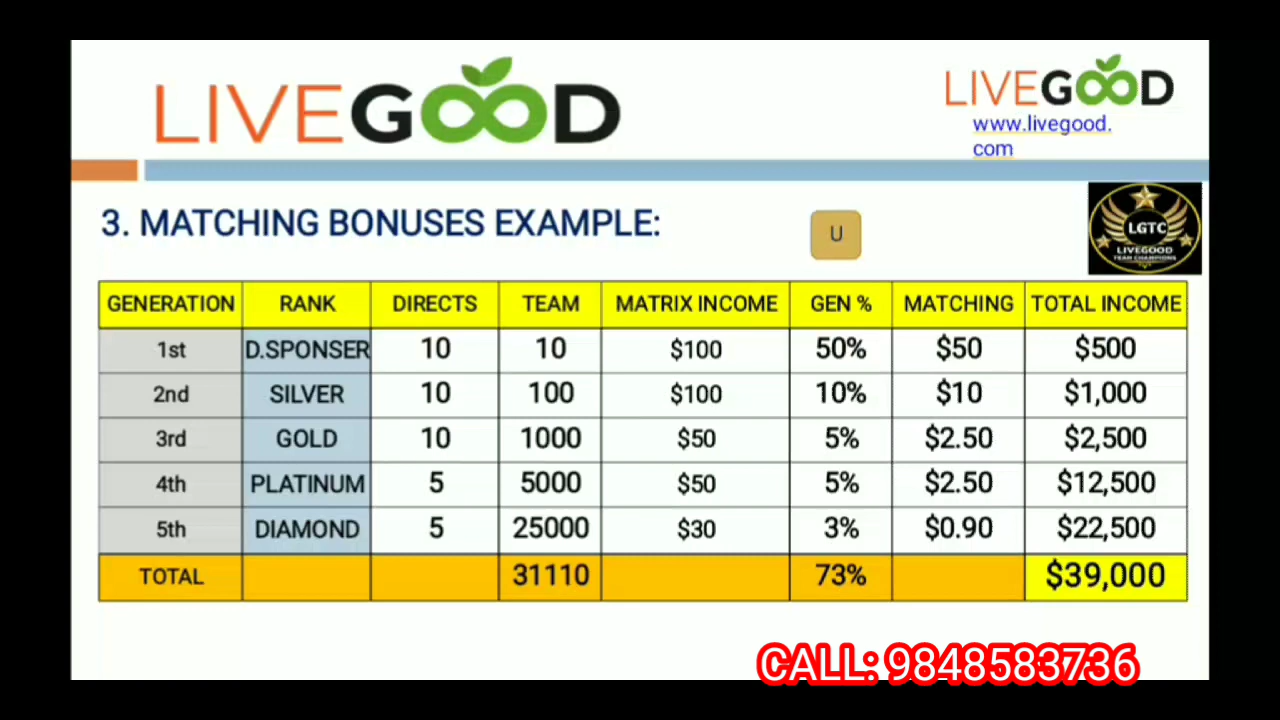 LIVEGOOD
LIVEGOOD
www.livegood.
com
3. MATCHING BONUSES EXAMPLE:
U
LGTC
LIVEGOOD
TEAM CHAMPIONS
GENERATION RANK DIRECTS TEAM MATRIX INCOME GEN % MATCHING TOTAL INCOME
1st D.SPONSER 10 10 $100 50% $50 $500
2nd SILVER 10 100 $100 10% $10 $1,000
3rd GOLD 10 1000 $50 5% $2.50 $2,500
4th PLATINUM 5 5000 $50 5% $2.50 $12,500
5th DIAMOND 5 25000 $30 3% $0.90 $22,500
TOTAL 31110 73% $39,000
CALL: 9848583736